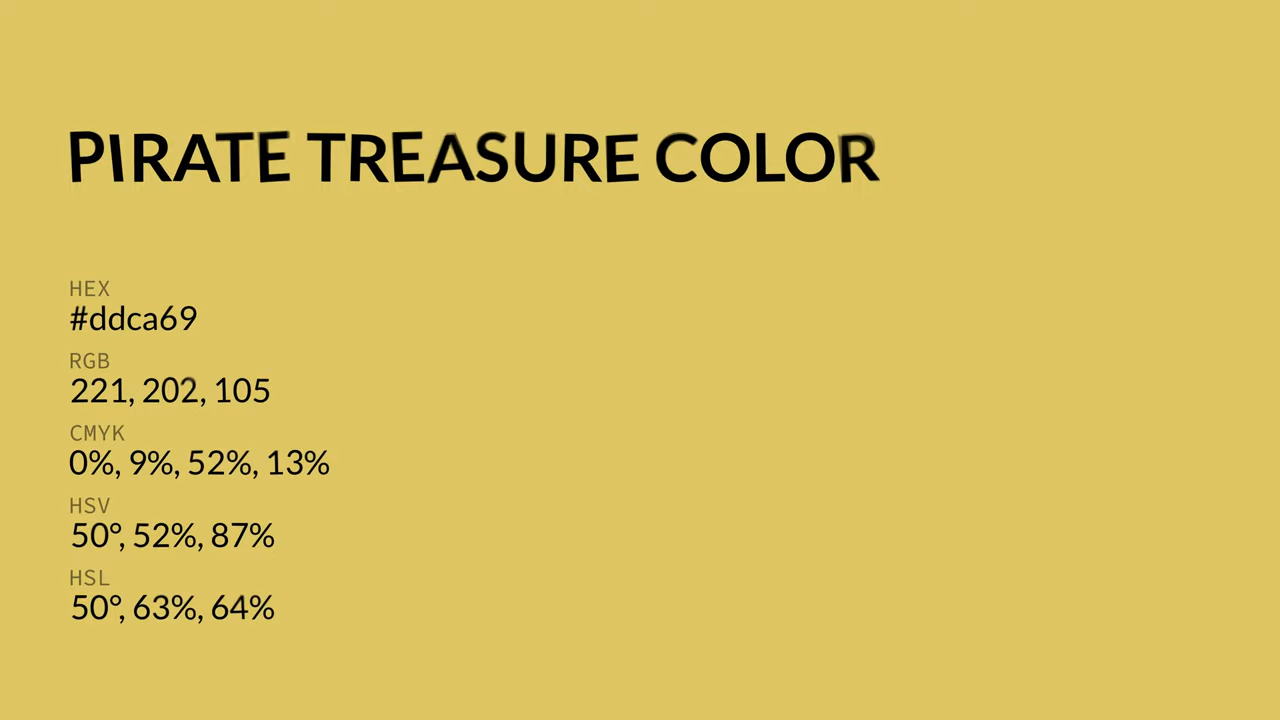 PIRATE TREASURE COLOR
HEX
#ddca69
RGB
221, 202, 105
CMYK
0%, 9%, 52%, 13%
HSV
50°, 52%, 87%
HSL
50°, 63%, 64%